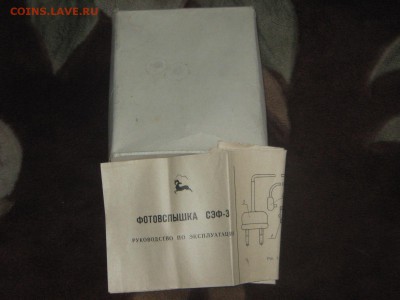 COINS.LAVE.RU
ФОТОВСПЫШКА СЭФ-3
РУКОВОДСТВО ПО ЭКСПЛУАТАЦИИ